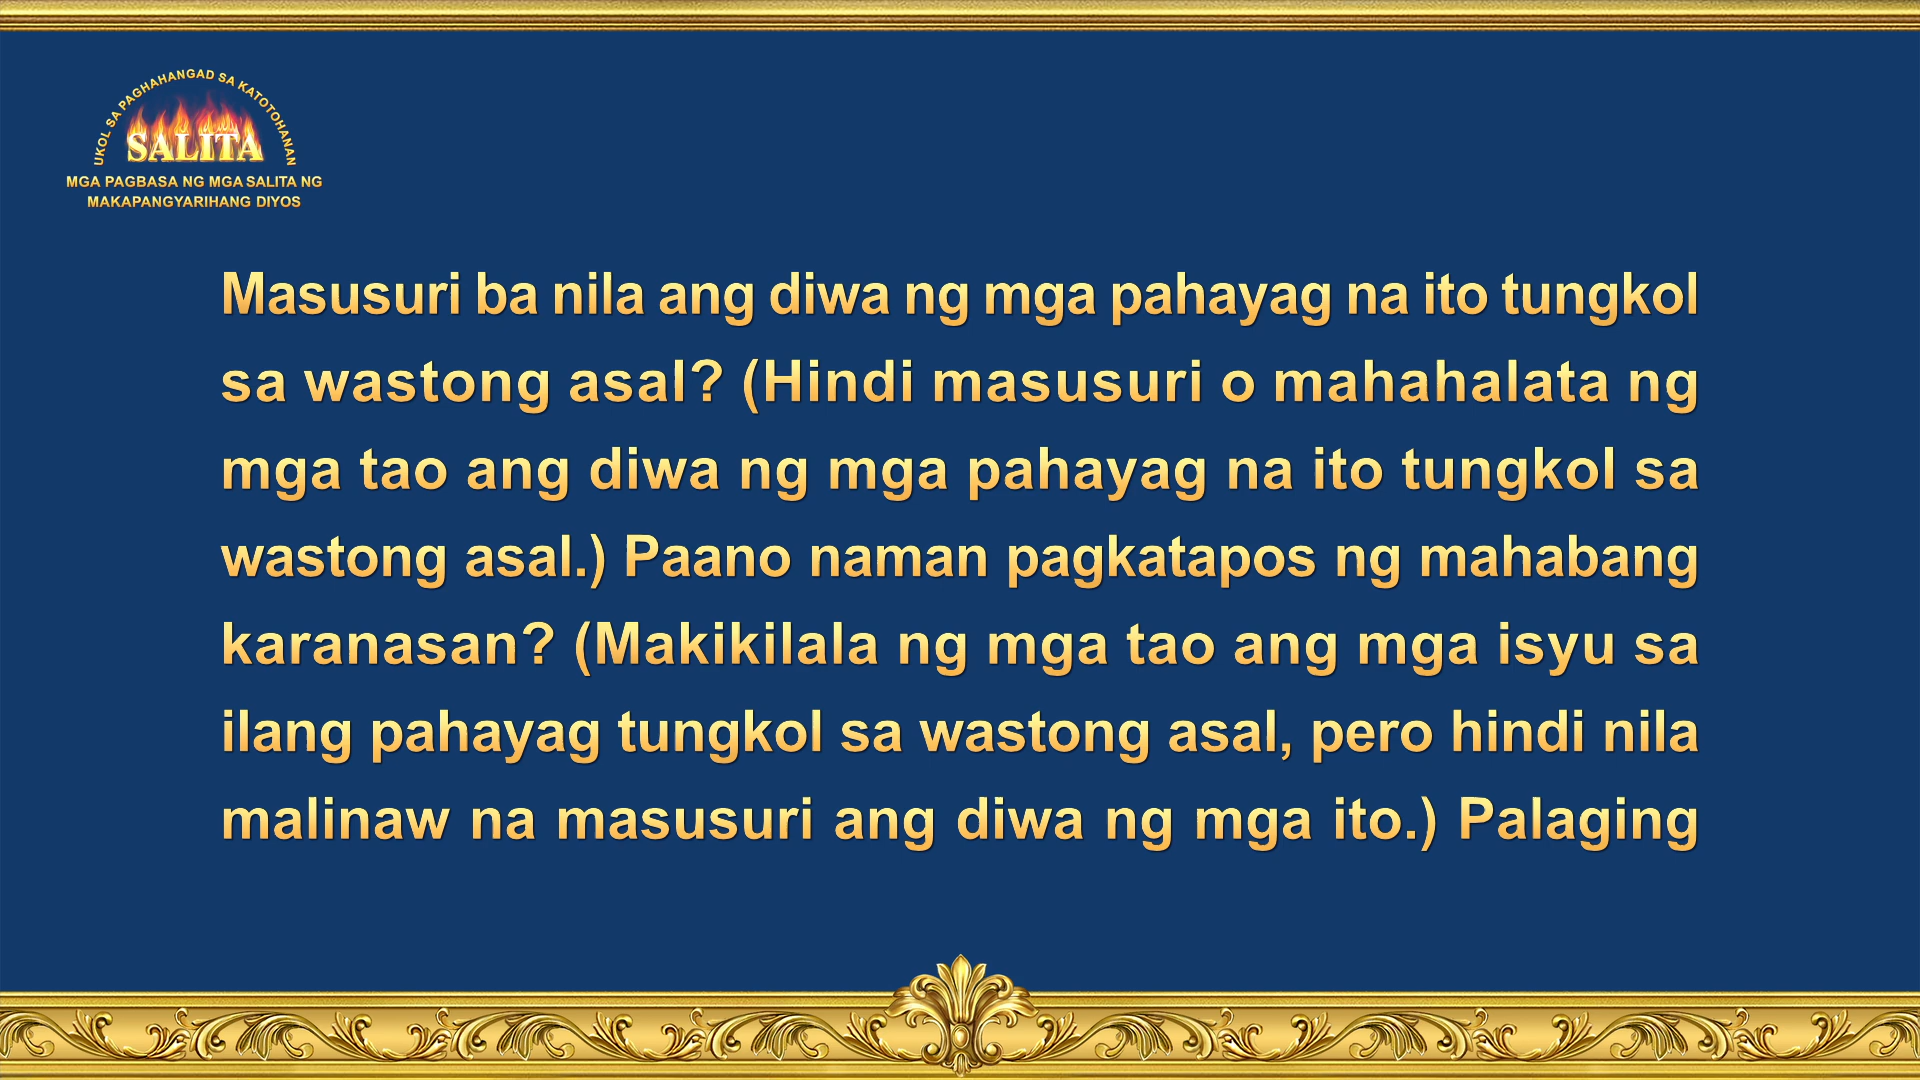 UKOL SA PAGHAHANGAD SA KATOTOHANAN
SALITA
MGA PAGBASA NG MGA SALITA NG
MAKAPANGYARIHANG DIYOS
Masusuri ba nila ang diwa ng mga pahayag na ito tungkol
sa wastong asal? (Hindi masusuri o mahahalata ng
mga tao ang diwa ng mga pahayag na ito tungkol sa
wastong asal.) Paano naman pagkatapos ng mahabang
karanasan? (Makikilala ng mga tao ang mga isyu sa
ilang pahayag tungkol sa wastong asal, pero hindi nila
malinaw na masusuri ang diwa ng mga ito.) Palaging